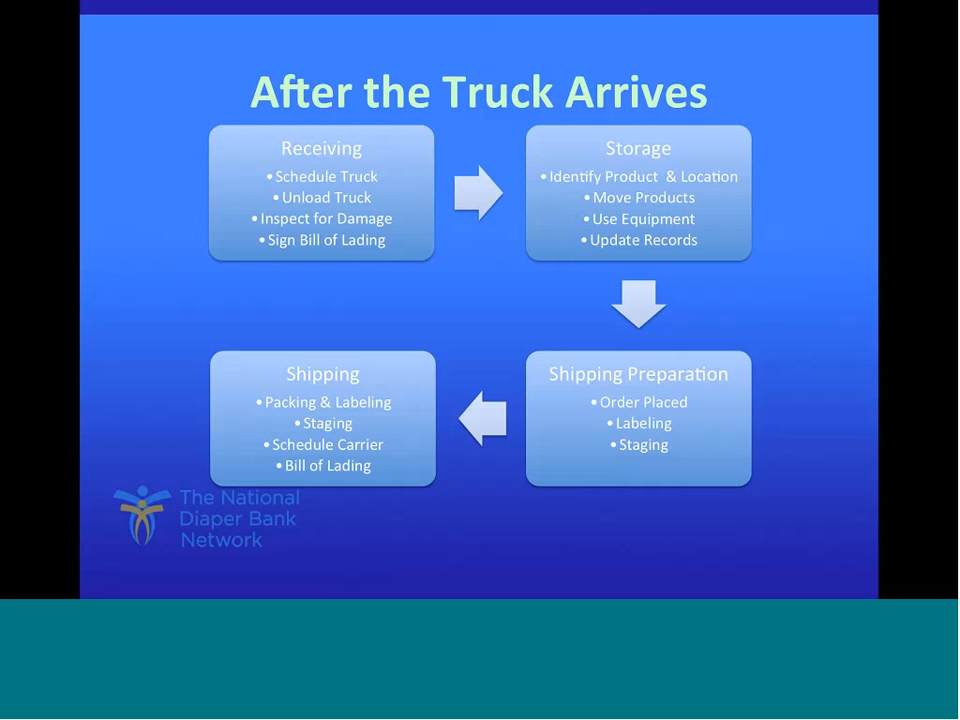 After the Truck Arrives
Receiving
• Schedule Truck
• Unload Truck
• Inspect for Damage
• Sign Bill of Lading
Storage
• Identify Product & Location
• Move Products
• Use Equipment
• Update Records
Shipping Preparation
• Order Placed
• Labeling
• Staging
Shipping
• Packing & Labeling
• Staging
• Schedule Carrier
• Bill of Lading
The National
Diaper Bank
Network